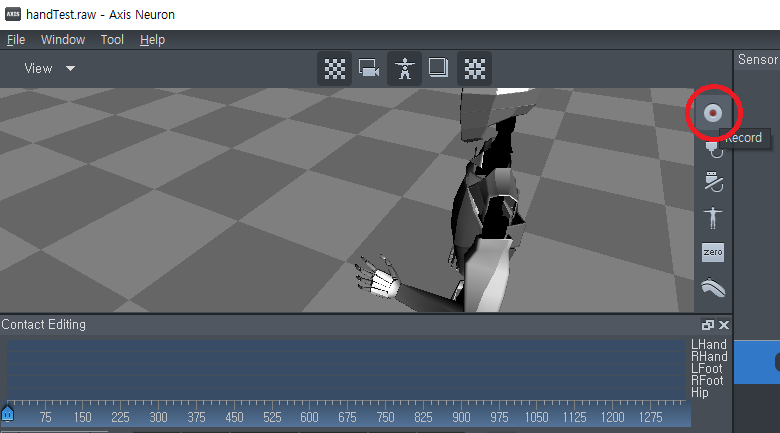 AXIS handTest.raw - Axis Neuron
File Window Tool Help
View
Sensor
Record
zero
Contact Editing
LHand
RHand
LFoot
RFoot
Hip
75 150 225 300 375 450 525 600 675 750 825 900 975 1050 1125 1200 1275